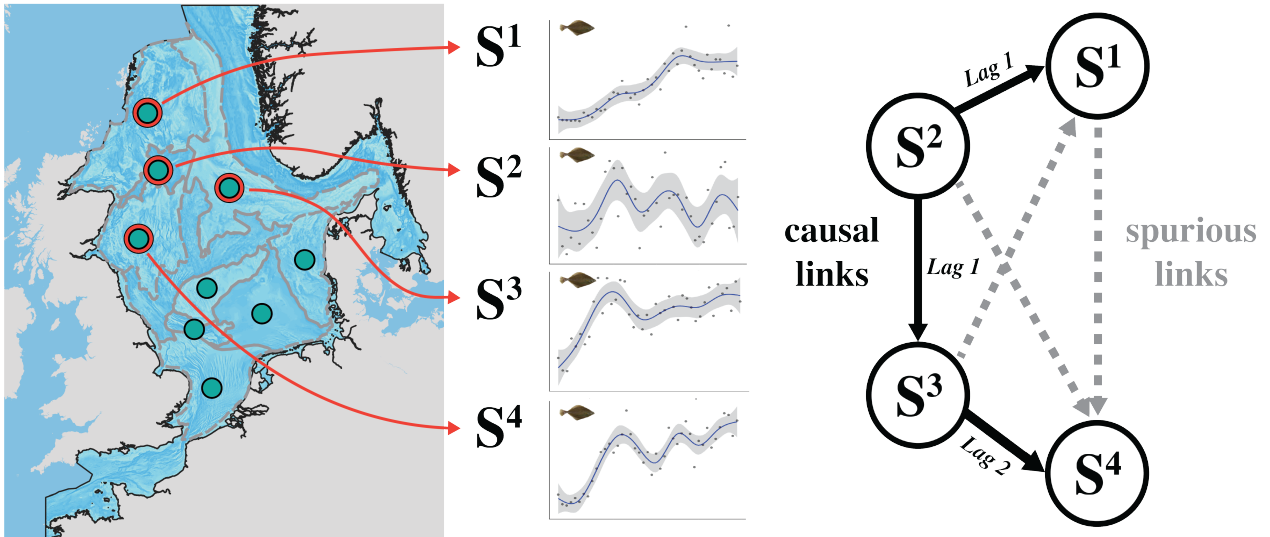 S¹
S²
S³
S⁴
Lag 1
S¹
S²
causal
links
Lag 1
spurious
links
S³
Lag 2
S⁴